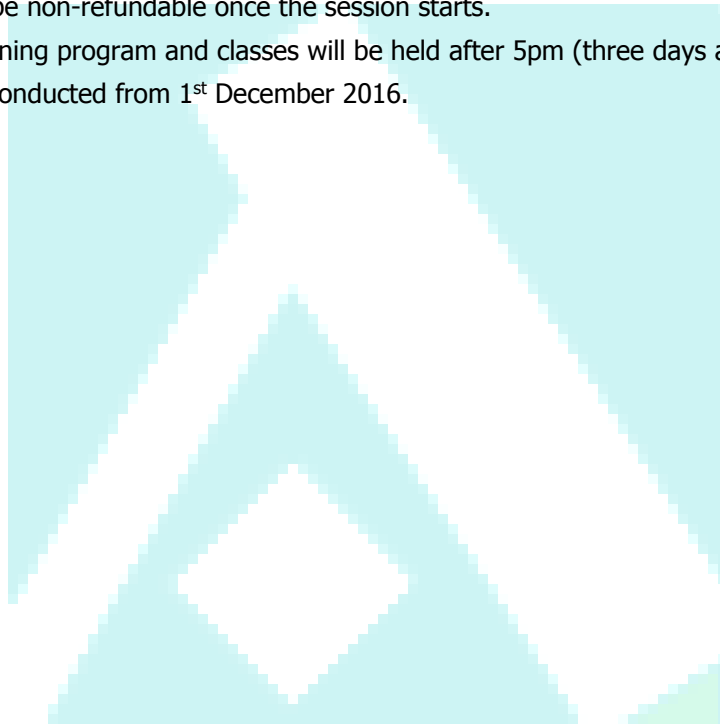 be non-refundable once the session starts.
ning program and classes will be held after 5pm (three days a
onducted from 1st December 2016.